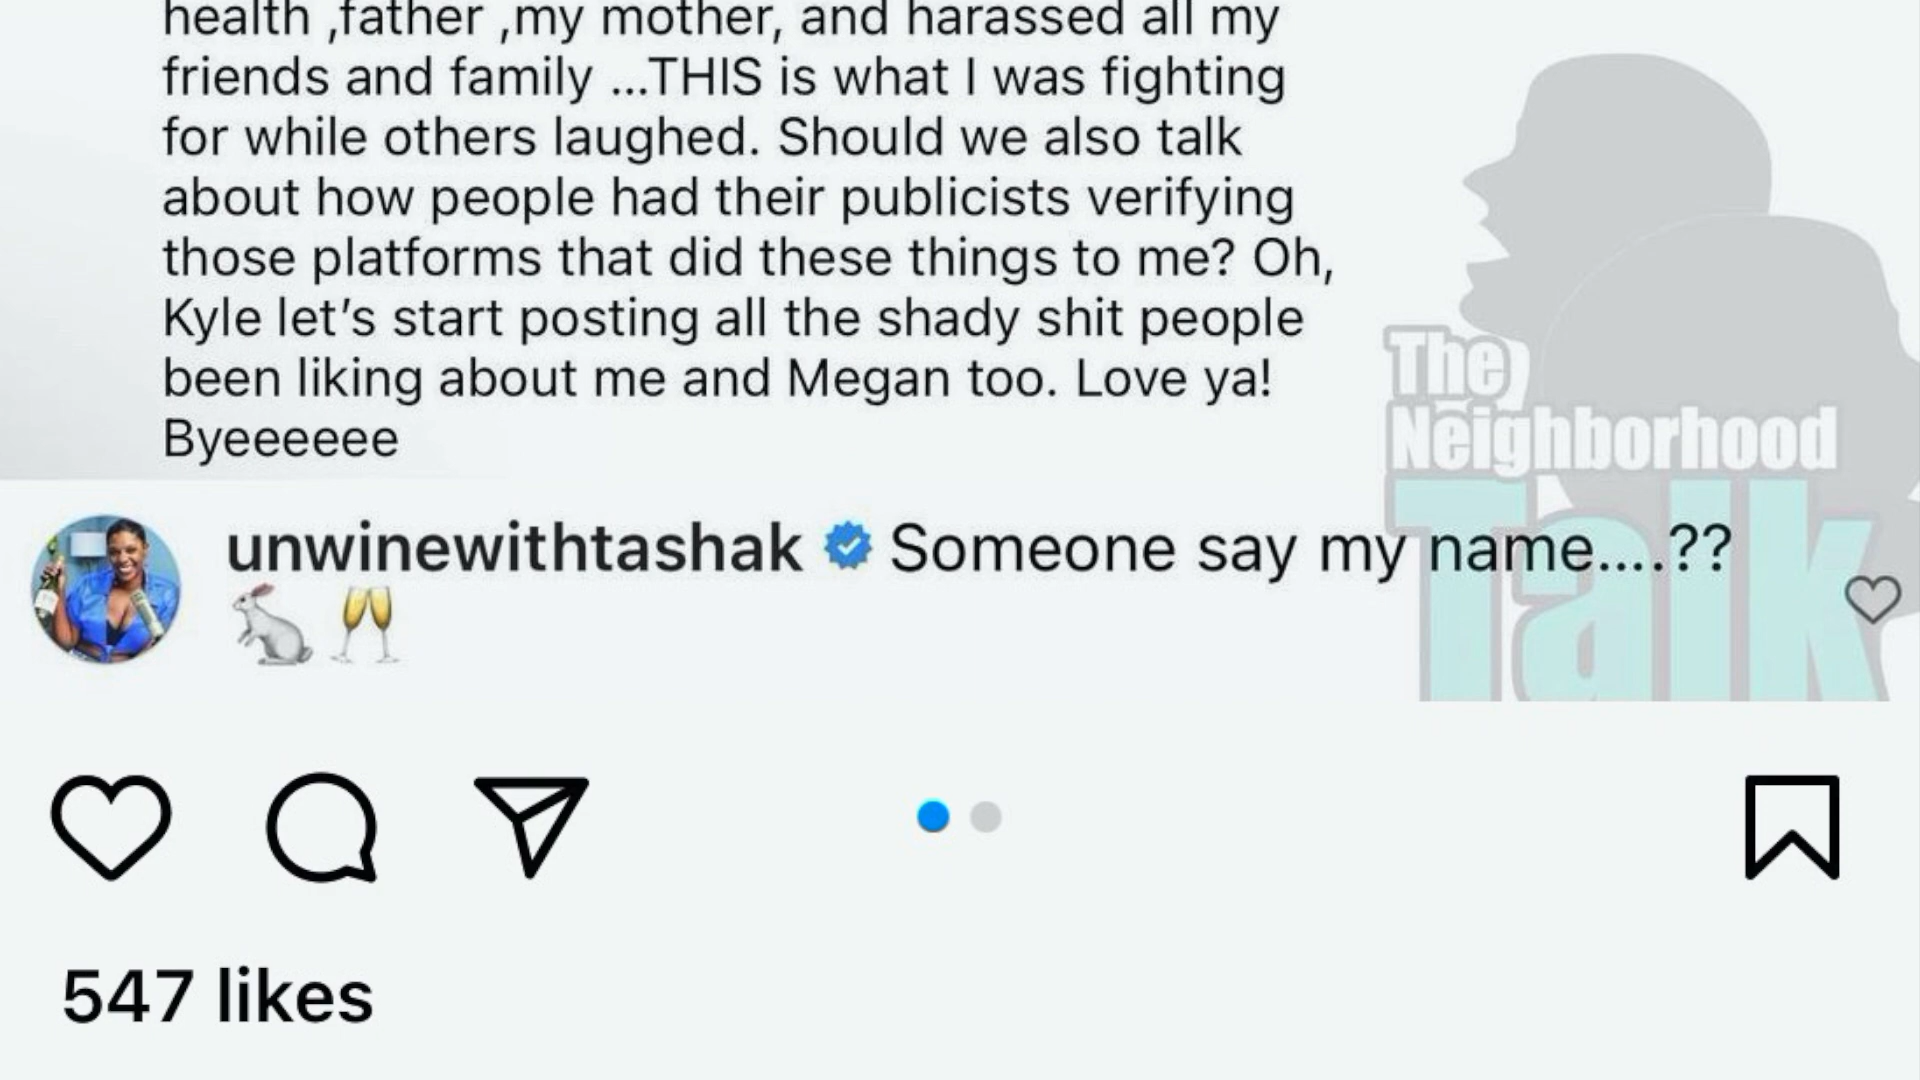 health ,father ,my mother, and harassed all my
friends and family ...THIS is what I was fighting
for while others laughed. Should we also talk
about how people had their publicists verifying
those platforms that did these things to me? Oh,
Kyle let’s start posting all the shady shit people
been liking about me and Megan too. Love ya!
Byeeeeee
The
Neighborhood
Talk
unwinewithtashak Someone say my name....??
🐇🥂
547 likes